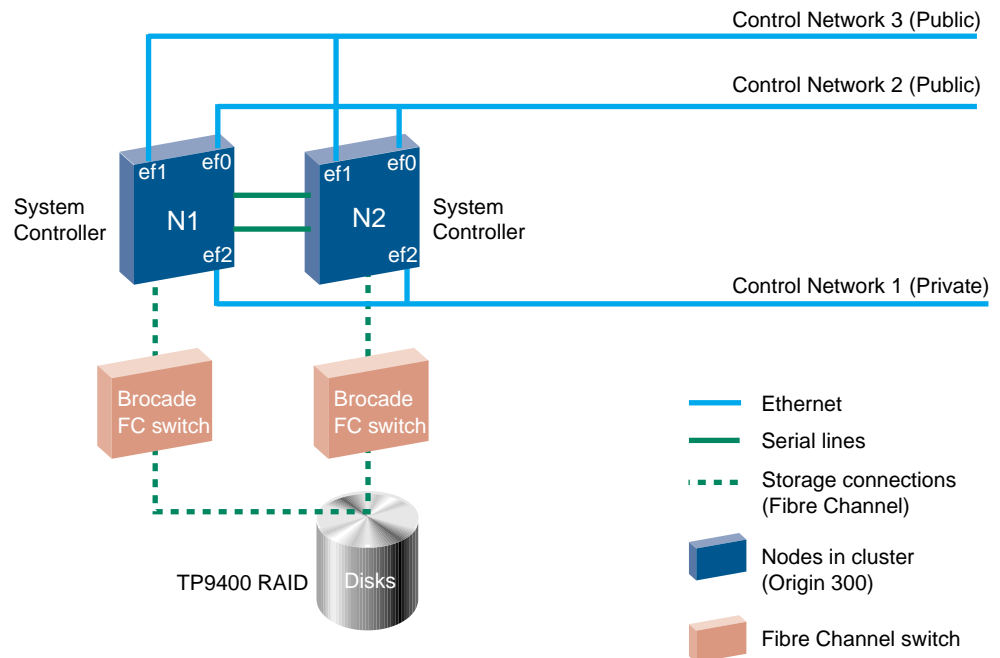 Control Network 3 (Public)
Control Network 2 (Public)
ef1
ef0
ef1
ef0
System
Controller
N1
N2
System
Controller
ef2
ef2
Control Network 1 (Private)
Brocade
FC switch
Brocade
FC switch
Ethernet
Serial lines
Storage connections
(Fibre Channel)
TP9400 RAID
Disks
Nodes in cluster
(Origin 300)
Fibre Channel switch